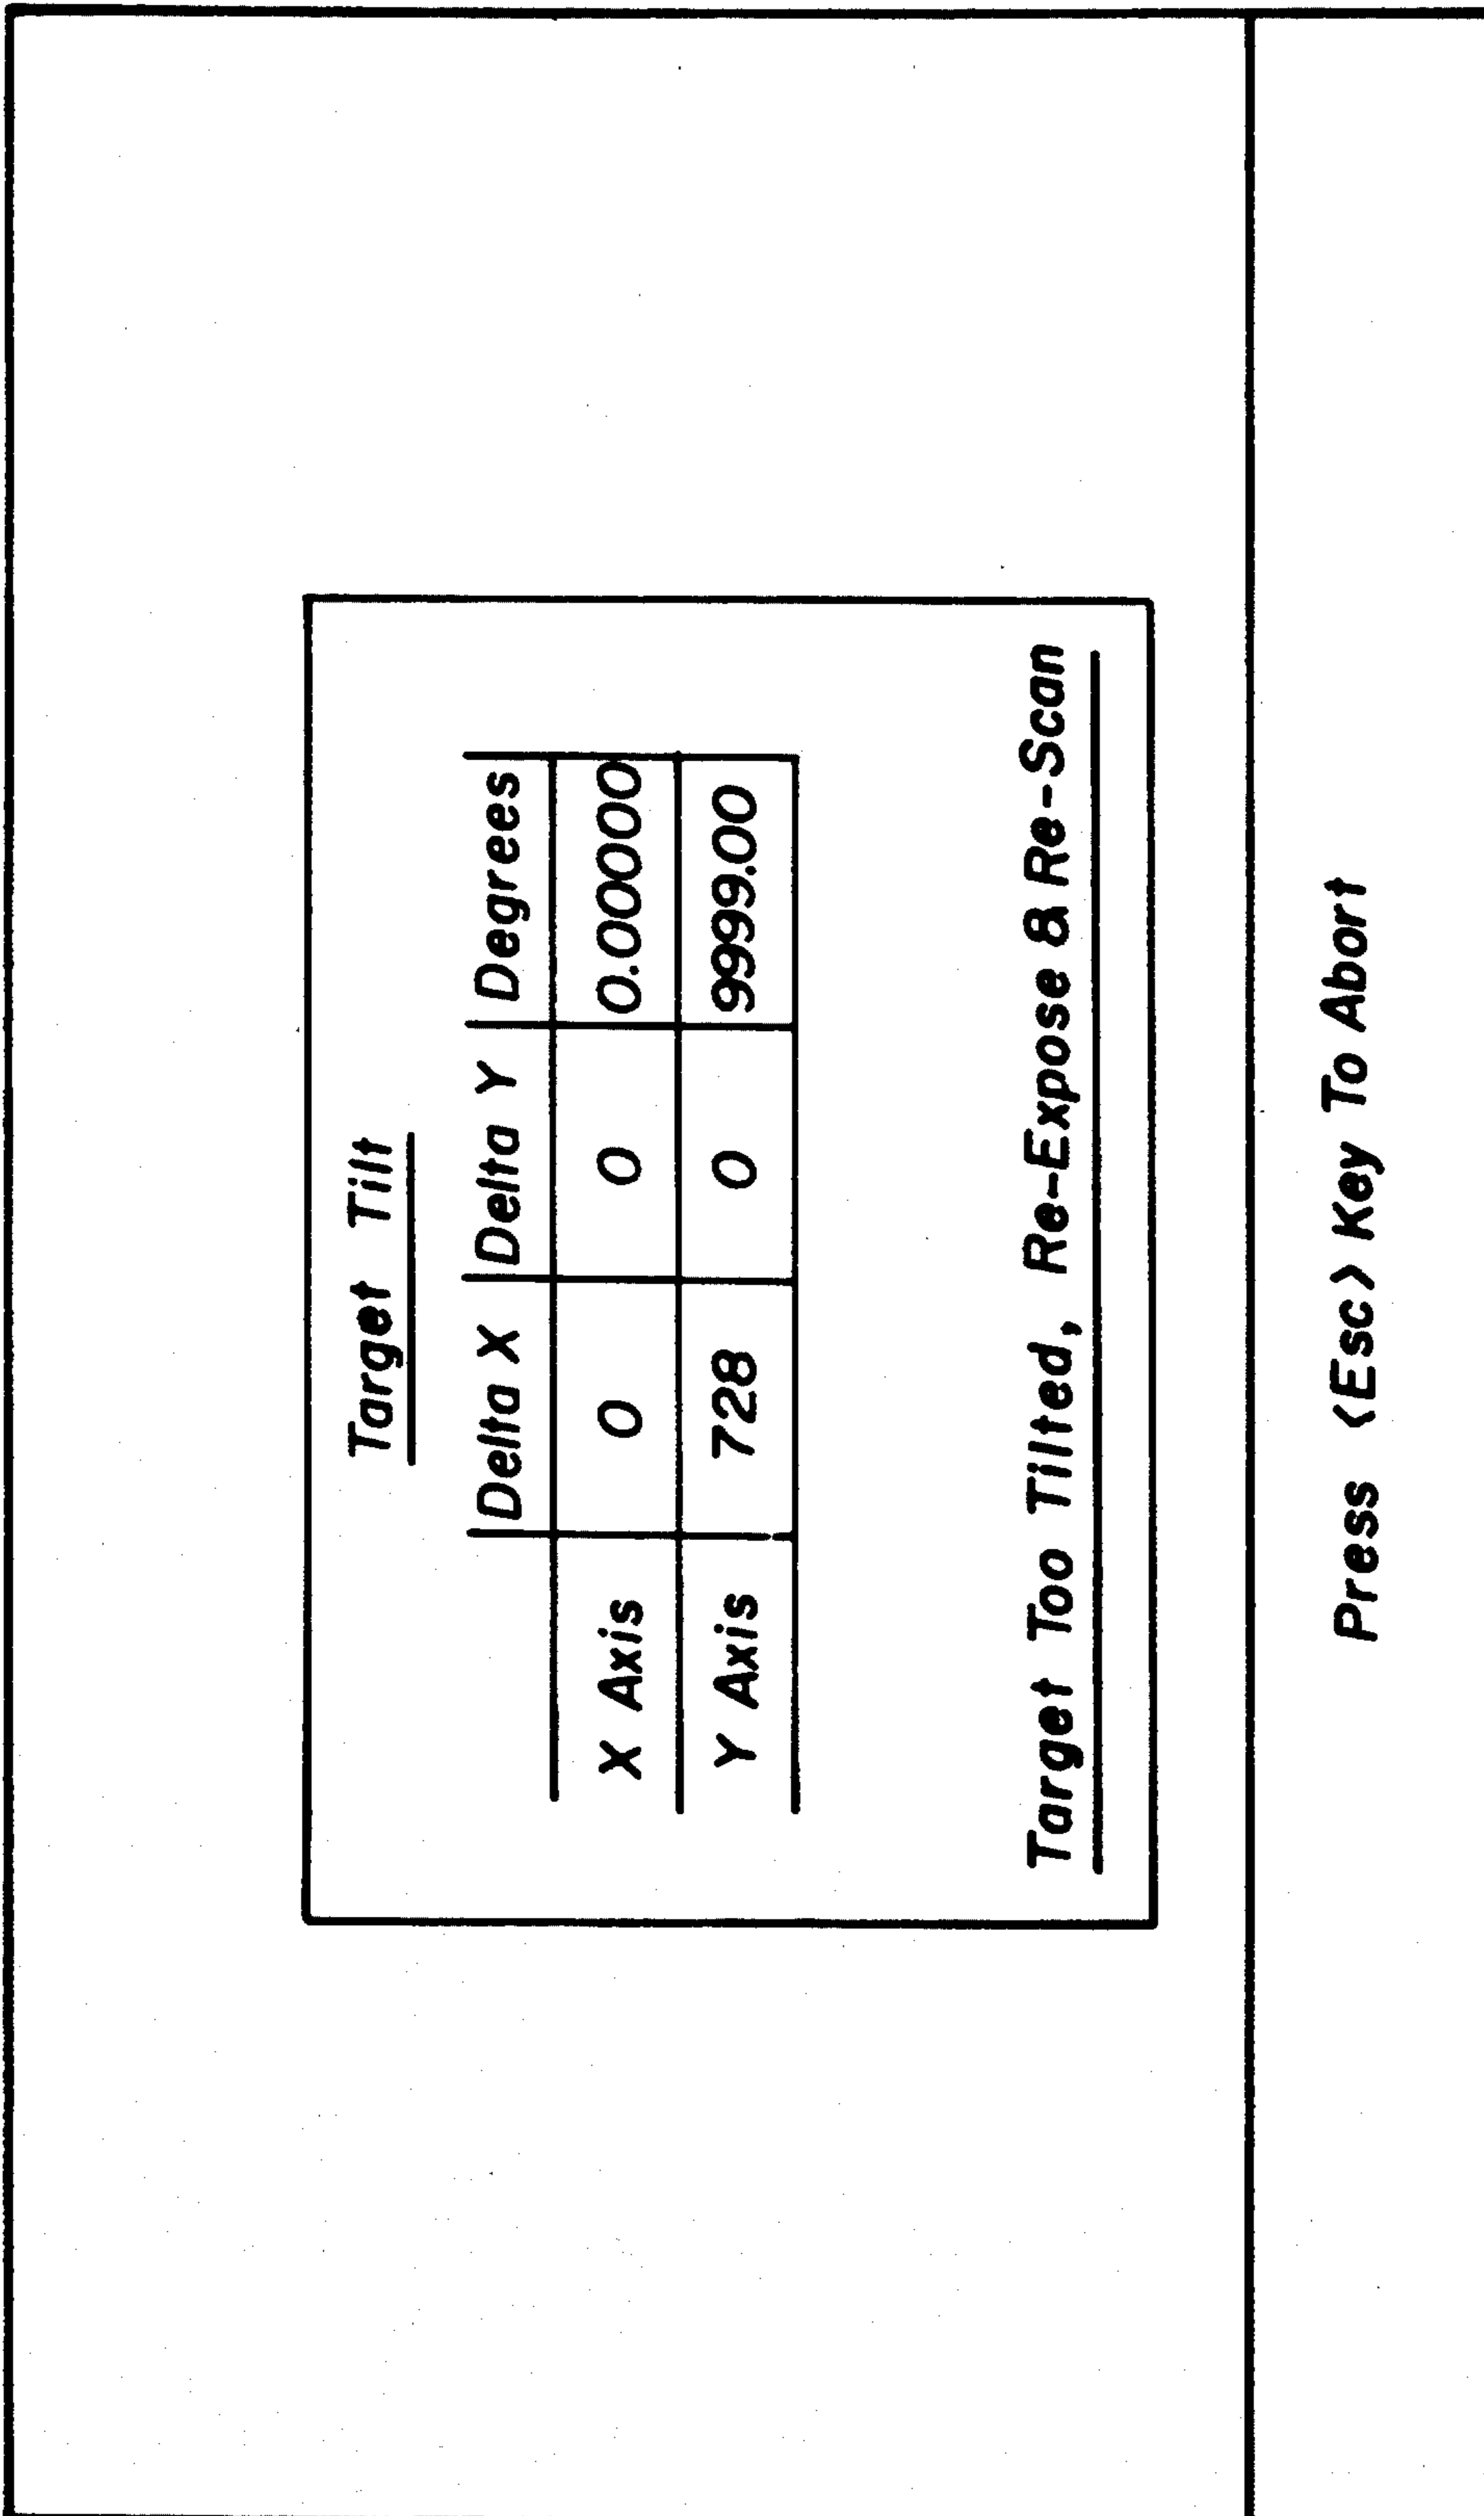 Target Tilt
Delta X Delta Y Degrees
X Axis 0 0 0.00000
Y Axis 728 0 9999.00
Target Too Tilted, Re-Expose & Re-Scan
Press <Esc> Key To Abort